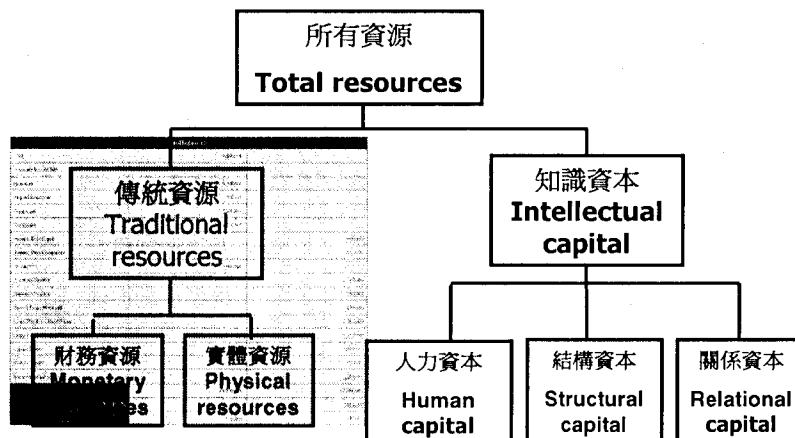 所有資源
Total resources
傳統資源
Traditional
resources
知識資本
Intellectual
capital
財務資源
Monetary
實體資源
Physical
resources
人力資本
Human
capital
結構資本
Structural
capital
關係資本
Relational
capital